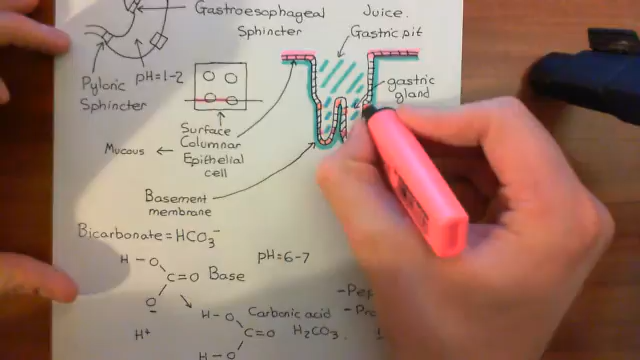 Gastroesophageal
Sphincter
Juice.
Gastric pit
Pyloric
Sphincter
pH=1-2
gastric
gland
Surface
Columnar
Epithelial
cell
Mucous
Basement
membrane
Bicarbonate = HCO3⁻
pH=6-7
H-O
C=O Base
O
H⁺
H-O
C=O
H-O
Carbonic acid
H2CO3.
-Pep